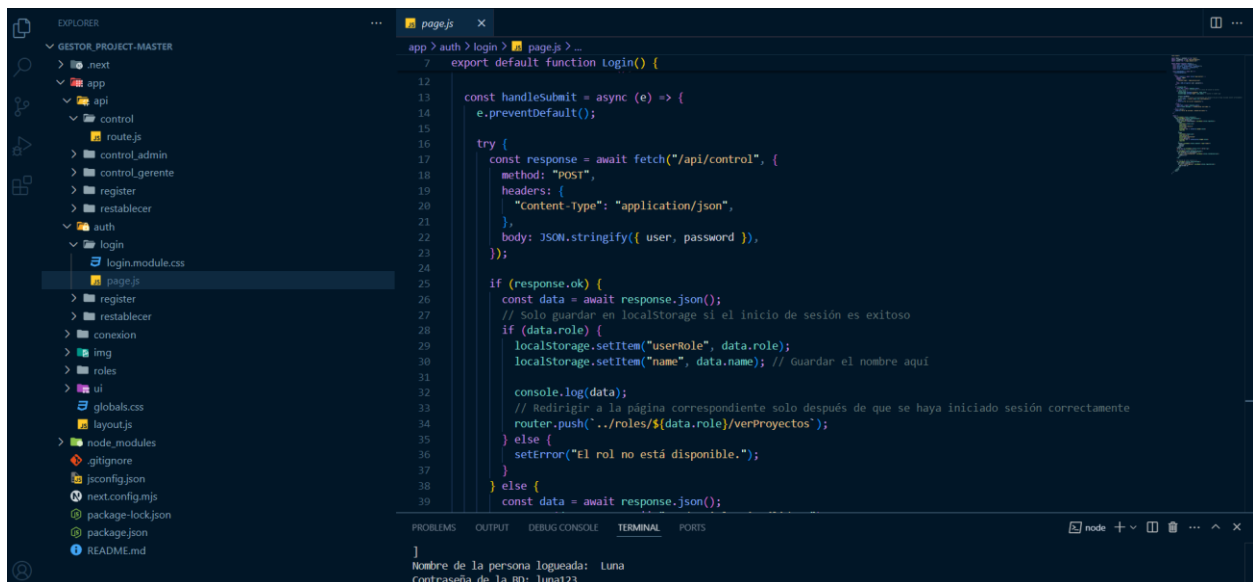 EXPLORER
GESTOR_PROJECT-MASTER
.next
app
api
control
route.js
control_admin
control_gerente
register
restablecer
auth
login
login.module.css
page.js
register
restablecer
conexion
img
roles
ui
globals.css
layout.js
node_modules
.gitignore
jsconfig.json
next.config.mjs
package-lock.json
package.json
README.md
page.js
app > auth > login > page.js > ...
7 export default function Login() {
12
13 const handleSubmit = async (e) => {
14 e.preventDefault();
15
16 try {
17 const response = await fetch("/api/control", {
18 method: "POST",
19 headers: {
20 "Content-Type": "application/json",
21 },
22 body: JSON.stringify({ user, password }),
23 });
24
25 if (response.ok) {
26 const data = await response.json();
27 // Solo guardar en localStorage si el inicio de sesión es exitoso
28 if (data.role) {
29 localStorage.setItem("userRole", data.role);
30 localStorage.setItem("name", data.name); // Guardar el nombre aquí
31
32 console.log(data);
33 // Redirigir a la página correspondiente solo después de que se haya iniciado sesión correctamente
34 router.push(`../roles/${data.role}/verProyectos`);
35 } else {
36 setError("El rol no está disponible.");
37 }
38 } else {
39 const data = await response.json();
PROBLEMS OUTPUT DEBUG CONSOLE TERMINAL PORTS
node
]
Nombre de la persona logueada: Luna
Contraseña de la BD: luna123